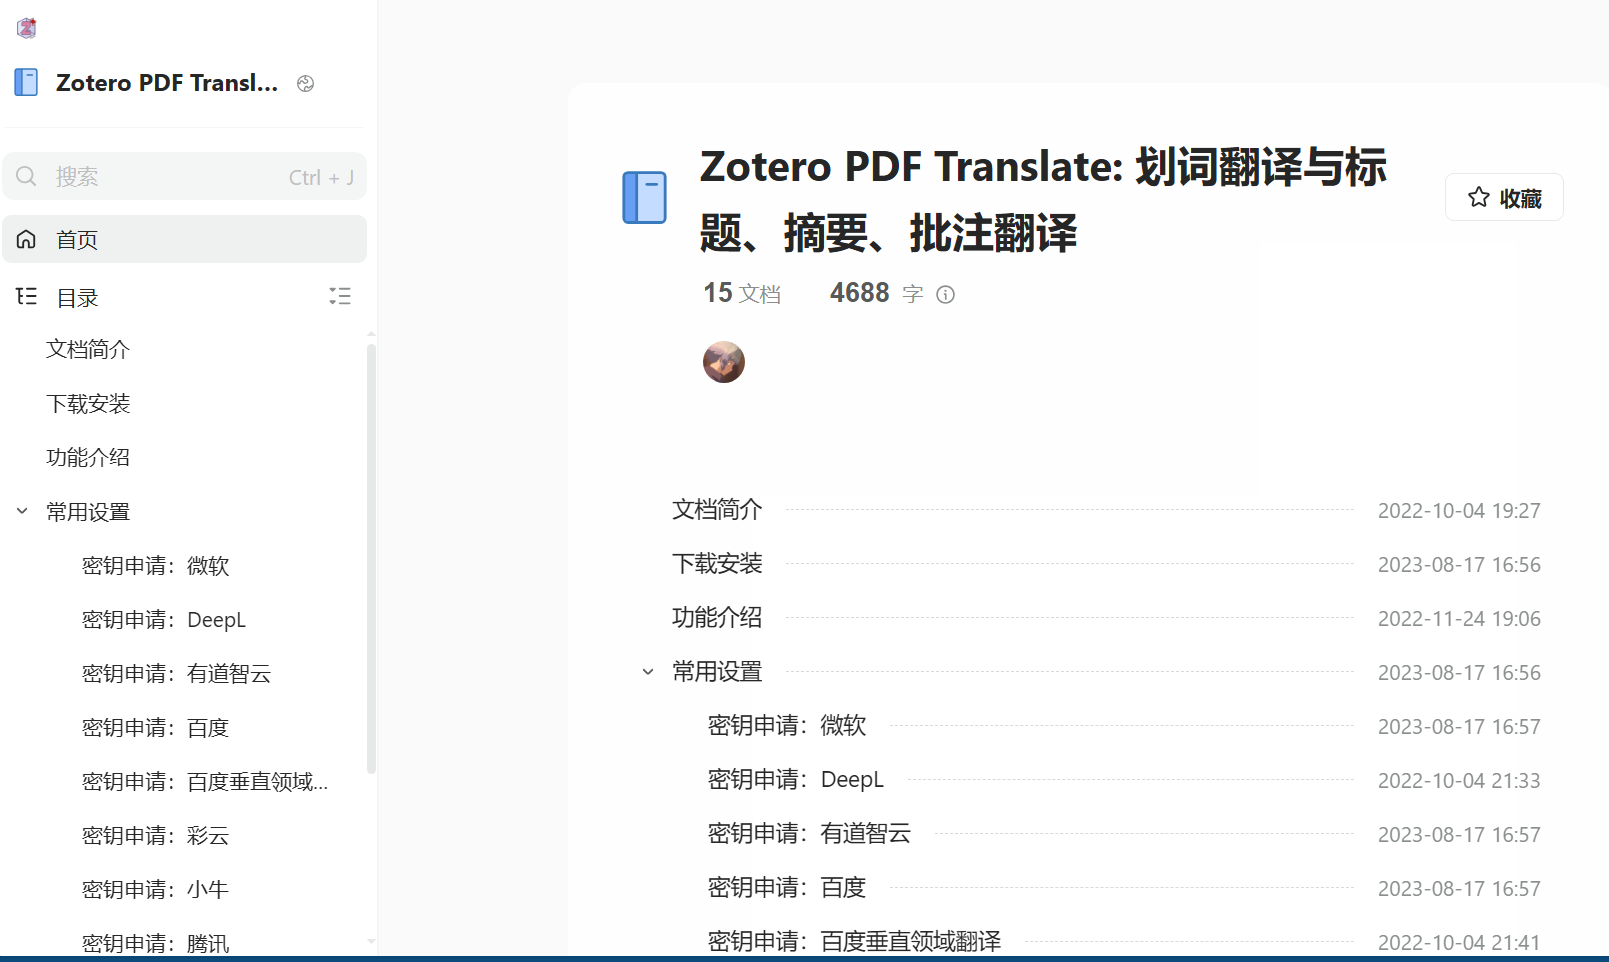 Zotero PDF Transl...
搜索 Ctrl + J
首页
目录
文档简介
下载安装
功能介绍
常用设置
密钥申请：微软
密钥申请：DeepL
密钥申请：有道智云
密钥申请：百度
密钥申请：百度垂直领域...
密钥申请：彩云
密钥申请：小牛
密钥申请：腾讯
Zotero PDF Translate: 划词翻译与标
题、摘要、批注翻译
收藏
15 文档 4688 字
文档简介 2022-10-04 19:27
下载安装 2023-08-17 16:56
功能介绍 2022-11-24 19:06
常用设置 2023-08-17 16:56
密钥申请：微软 2023-08-17 16:57
密钥申请：DeepL 2022-10-04 21:33
密钥申请：有道智云 2023-08-17 16:57
密钥申请：百度 2023-08-17 16:57
密钥申请：百度垂直领域翻译 2022-10-04 21:41